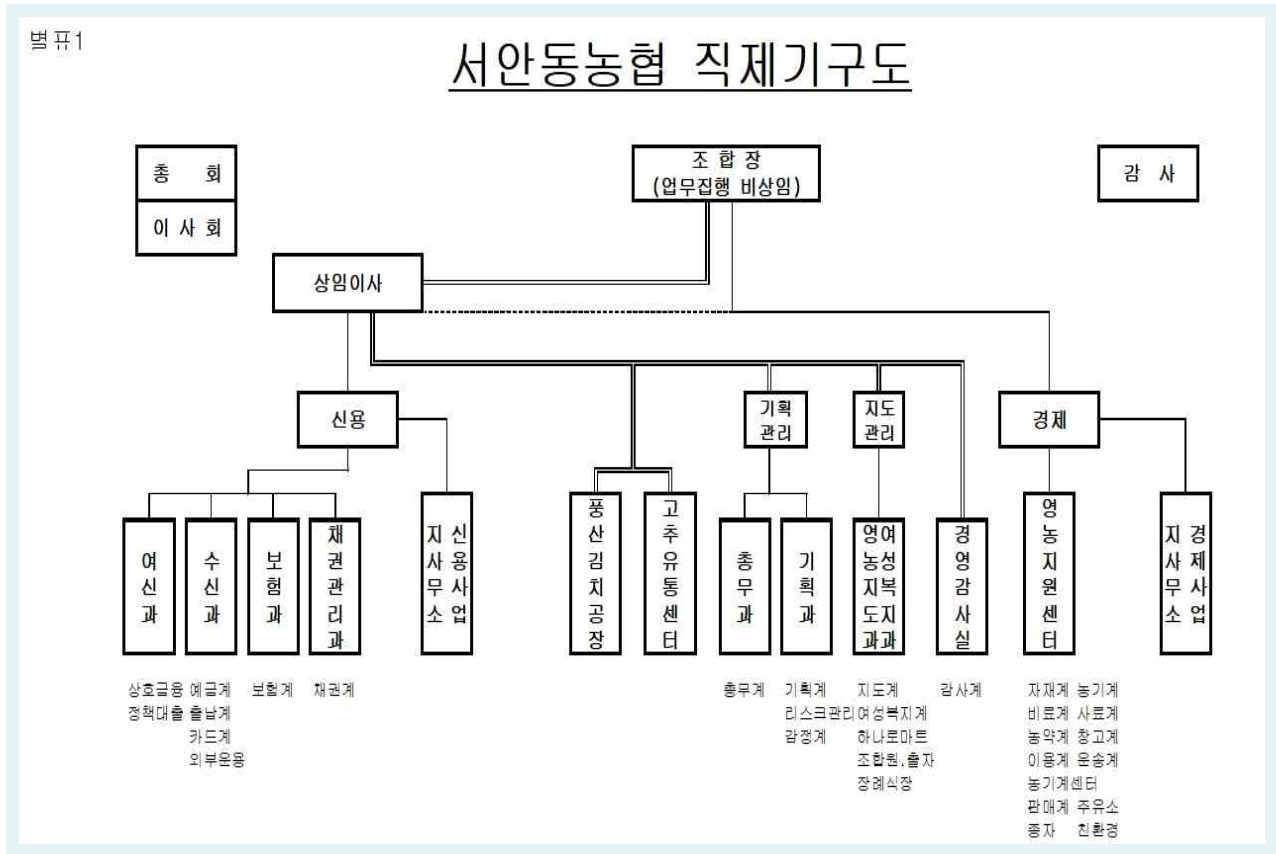 별표1
서안동농협 직제기구도
총 회
이 사 회
조 합 장
(업무집행 비상임)
감 사
상임이사
신용
기획
관리
지도
관리
경제
여신과
수신과
보험과
채권관리과
신용사업
지사무소
풍산김치공장
고추유통센터
총무과
기획과
여성복지과
영농지도과
경영감사실
영농지원센터
경제사업
지사무소
상호금융
정책대출
예금계
출납계
카드계
외부운용
보험계
채권계
총무계
기획계
리스크관리
감정계
지도계
여성복지계
하나로마트
조합원,출자
장례식장
감사계
자재계 농기계
비료계 사료계
농약계 창고계
이용계 운송계
농기계센터
판매계 주유소
종자 친환경